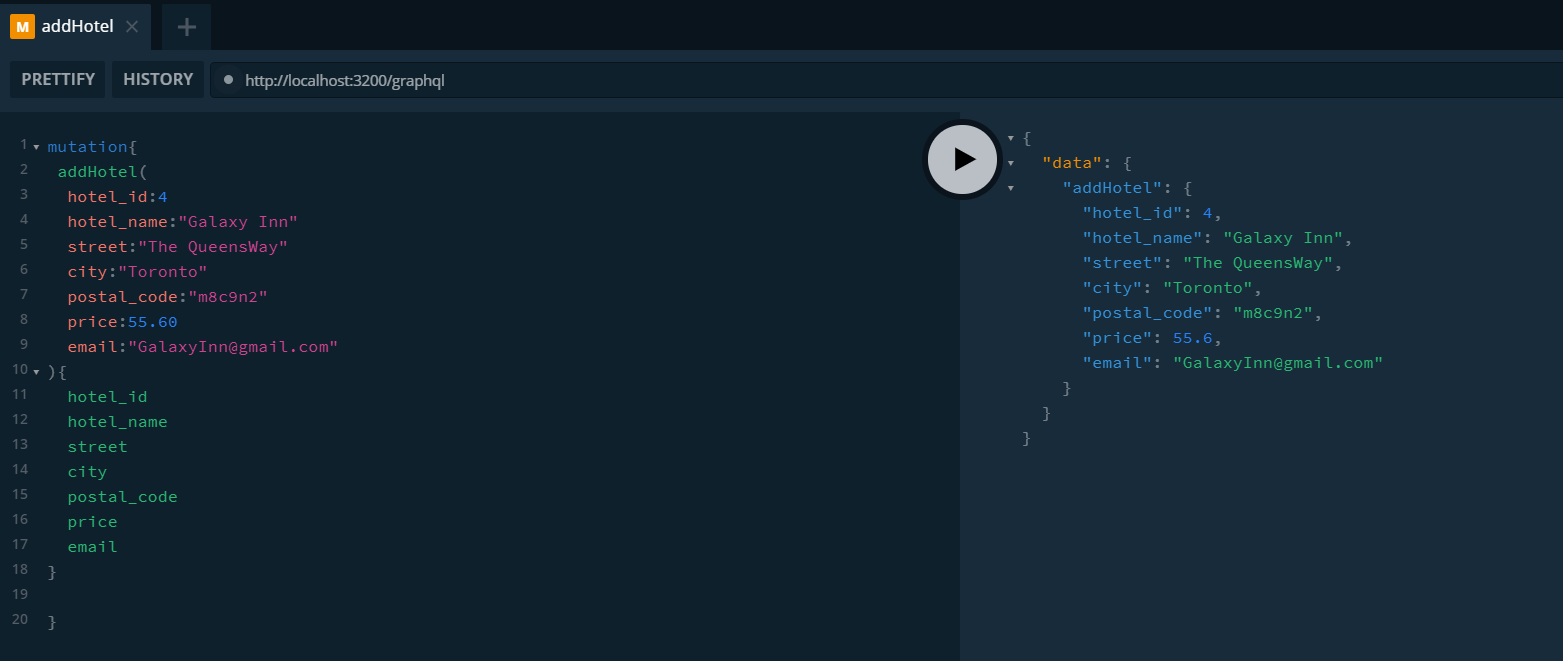 M addHotel
PRETTIFY HISTORY http://localhost:3200/graphql
1 mutation{
2 addHotel(
3 hotel_id:4
4 hotel_name:"Galaxy Inn"
5 street:"The QueensWay"
6 city:"Toronto"
7 postal_code:"m8c9n2"
8 price:55.60
9 email:"GalaxyInn@gmail.com"
10 ){
11 hotel_id
12 hotel_name
13 street
14 city
15 postal_code
16 price
17 email
18 }
19
20 }
{
"data": {
"addHotel": {
"hotel_id": 4,
"hotel_name": "Galaxy Inn",
"street": "The QueensWay",
"city": "Toronto",
"postal_code": "m8c9n2",
"price": 55.6,
"email": "GalaxyInn@gmail.com"
}
}
}